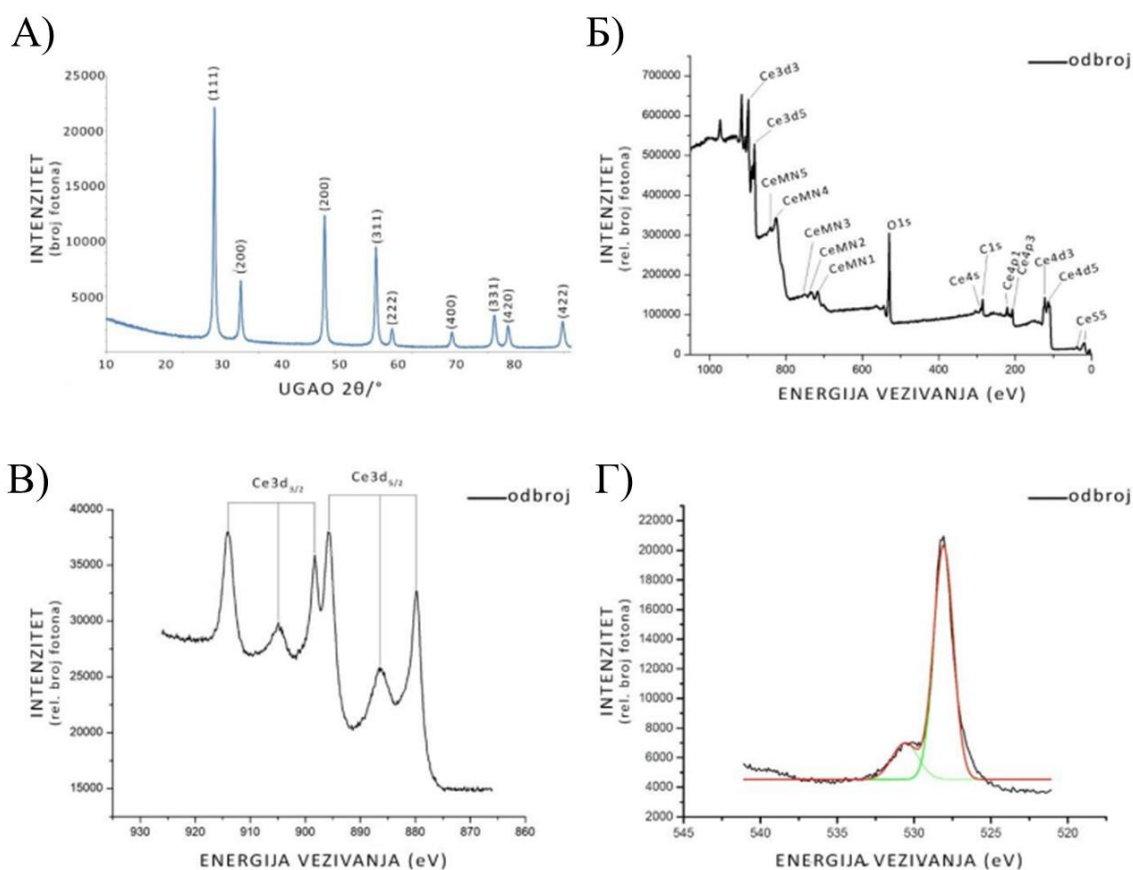 А)
INTENZITET
(broj fotona)
25000
20000
15000
10000
5000
(111)
(200)
(200)
(311)
(222)
(400)
(331)
(420)
(422)
10 20 30 40 50 60 70 80
UGAO 2θ/°
Б)
odbroj
INTENZITET
(rel. broj fotona)
700000
600000
500000
400000
300000
200000
100000
0
Ce3d3
Ce3d5
CeMN5
CeMN4
CeMN3
CeMN2
CeMN1
O1s
Ce4s
C1s
Ce4p1
Ce4p3
Ce4d3
Ce4d5
Ce5S
1000 800 600 400 200 0
ENERGIJA VEZIVANJA (eV)
В)
Ce3d3/2
Ce3d5/2
odbroj
INTENZITET
(rel. broj fotona)
40000
35000
30000
25000
20000
15000
930 920 910 900 890 880 870 860
ENERGIJA VEZIVANJA (eV)
Г)
odbroj
INTENZITET
(rel. broj fotona)
22000
20000
18000
16000
14000
12000
10000
8000
6000
4000
2000
545 540 535 530 525 520
ENERGIJA VEZIVANJA (eV)